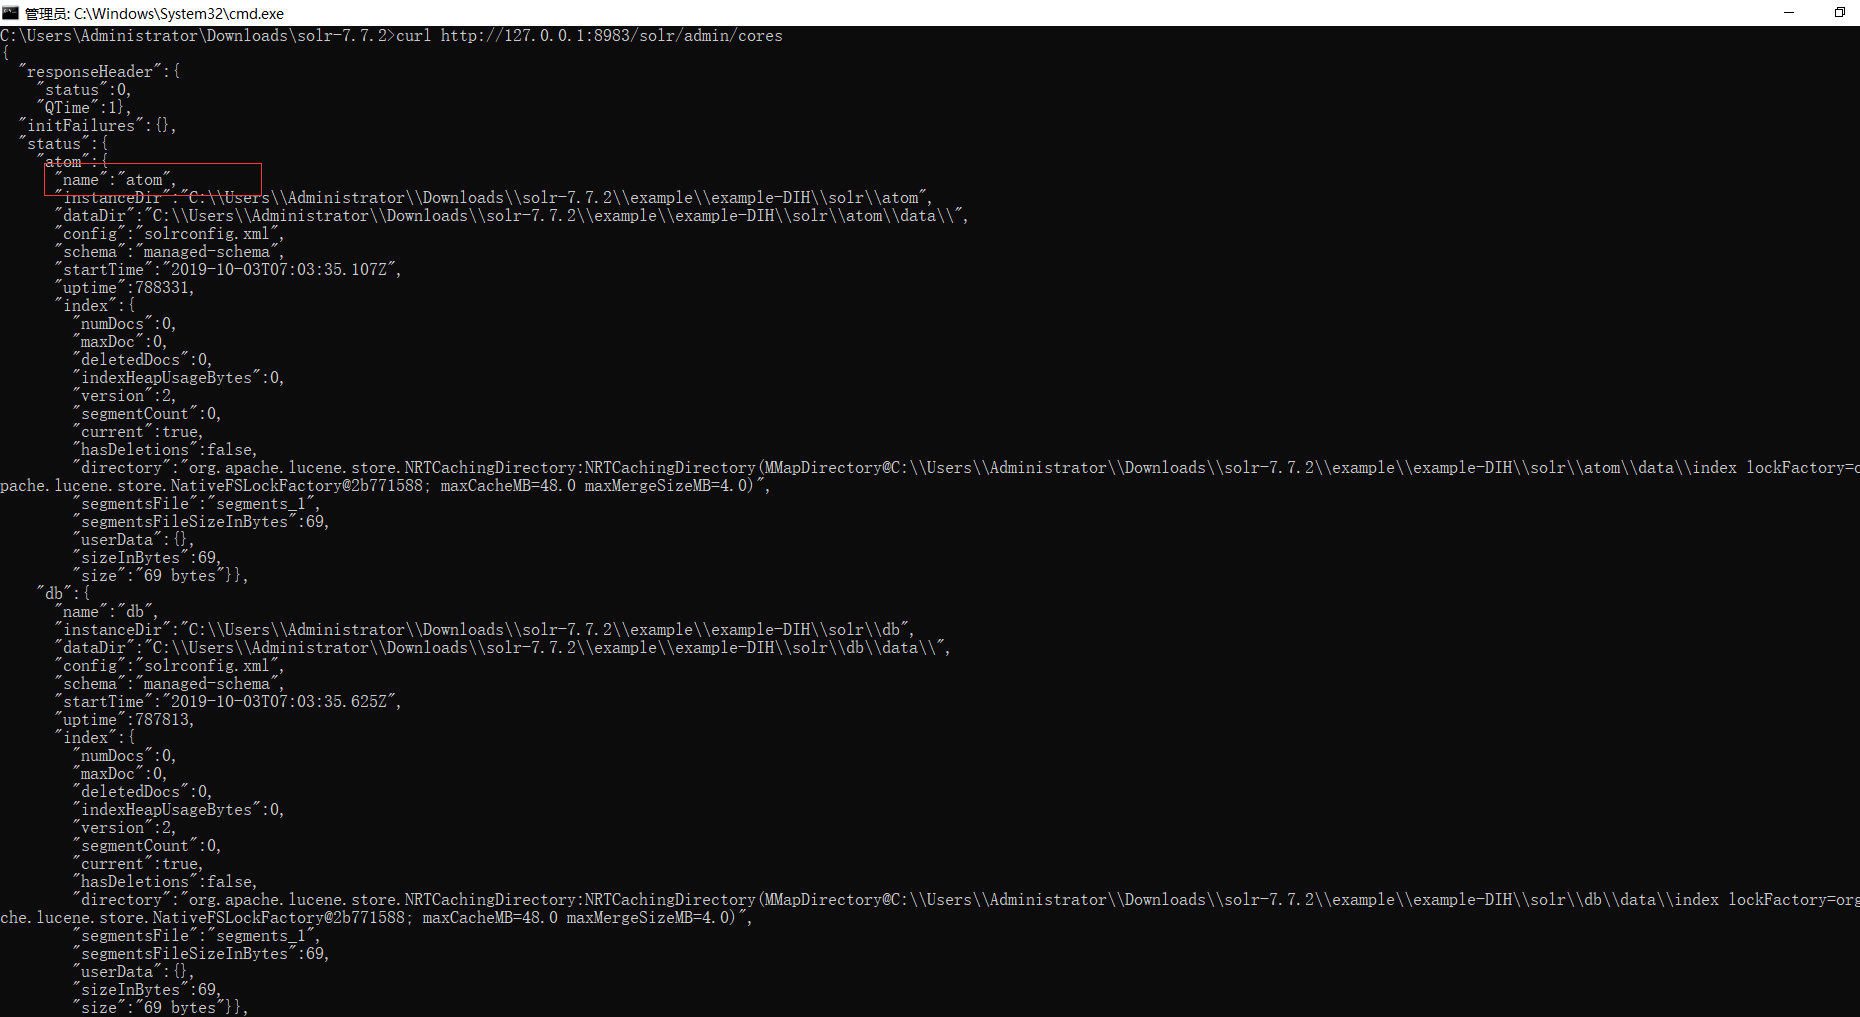 管理员: C:\Windows\System32\cmd.exe
C:\Users\Administrator\Downloads\solr-7.7.2>curl http://127.0.0.1:8983/solr/admin/cores
{
  "responseHeader":{
    "status":0,
    "QTime":1},
  "initFailures":{},
  "status":{
    "atom":{
      "name":"atom",
      "instanceDir":"C:\\Users\\Administrator\\Downloads\\solr-7.7.2\\example\\example-DIH\\solr\\atom",
      "dataDir":"C:\\Users\\Administrator\\Downloads\\solr-7.7.2\\example\\example-DIH\\solr\\atom\\data\\",
      "config":"solrconfig.xml",
      "schema":"managed-schema",
      "startTime":"2019-10-03T07:03:35.107Z",
      "uptime":788331,
      "index":{
        "numDocs":0,
        "maxDoc":0,
        "deletedDocs":0,
        "indexHeapUsageBytes":0,
        "version":2,
        "segmentCount":0,
        "current":true,
        "hasDeletions":false,
        "directory":"org.apache.lucene.store.NRTCachingDirectory:NRTCachingDirectory(MMapDirectory@C:\\Users\\Administrator\\Downloads\\solr-7.7.2\\example\\example-DIH\\solr\\atom\\data\\index lockFactory=o
pache.lucene.store.NativeFSLockFactory@2b771588; maxCacheMB=48.0 maxMergeSizeMB=4.0)",
        "segmentsFile":"segments_1",
        "segmentsFileSizeInBytes":69,
        "userData":{},
        "sizeInBytes":69,
        "size":"69 bytes"}},
    "db":{
      "name":"db",
      "instanceDir":"C:\\Users\\Administrator\\Downloads\\solr-7.7.2\\example\\example-DIH\\solr\\db",
      "dataDir":"C:\\Users\\Administrator\\Downloads\\solr-7.7.2\\example\\example-DIH\\solr\\db\\data\\",
      "config":"solrconfig.xml",
      "schema":"managed-schema",
      "startTime":"2019-10-03T07:03:35.625Z",
      "uptime":787813,
      "index":{
        "numDocs":0,
        "maxDoc":0,
        "deletedDocs":0,
        "indexHeapUsageBytes":0,
        "version":2,
        "segmentCount":0,
        "current":true,
        "hasDeletions":false,
        "directory":"org.apache.lucene.store.NRTCachingDirectory:NRTCachingDirectory(MMapDirectory@C:\\Users\\Administrator\\Downloads\\solr-7.7.2\\example\\example-DIH\\solr\\db\\data\\index lockFactory=org
che.lucene.store.NativeFSLockFactory@2b771588; maxCacheMB=48.0 maxMergeSizeMB=4.0)",
        "segmentsFile":"segments_1",
        "segmentsFileSizeInBytes":69,
        "userData":{},
        "sizeInBytes":69,
        "size":"69 bytes"}},